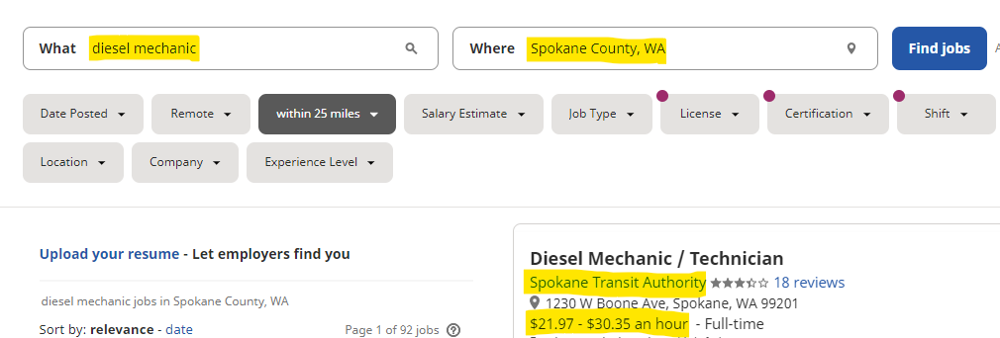 What diesel mechanic
Where Spokane County, WA
Find jobs
Date Posted
Remote
within 25 miles
Salary Estimate
Job Type
License
Certification
Shift
Location
Company
Experience Level
Upload your resume - Let employers find you
diesel mechanic jobs in Spokane County, WA
Sort by: relevance - date
Page 1 of 92 jobs
Diesel Mechanic / Technician
Spokane Transit Authority 18 reviews
1230 W Boone Ave, Spokane, WA 99201
$21.97 - $30.35 an hour - Full-time